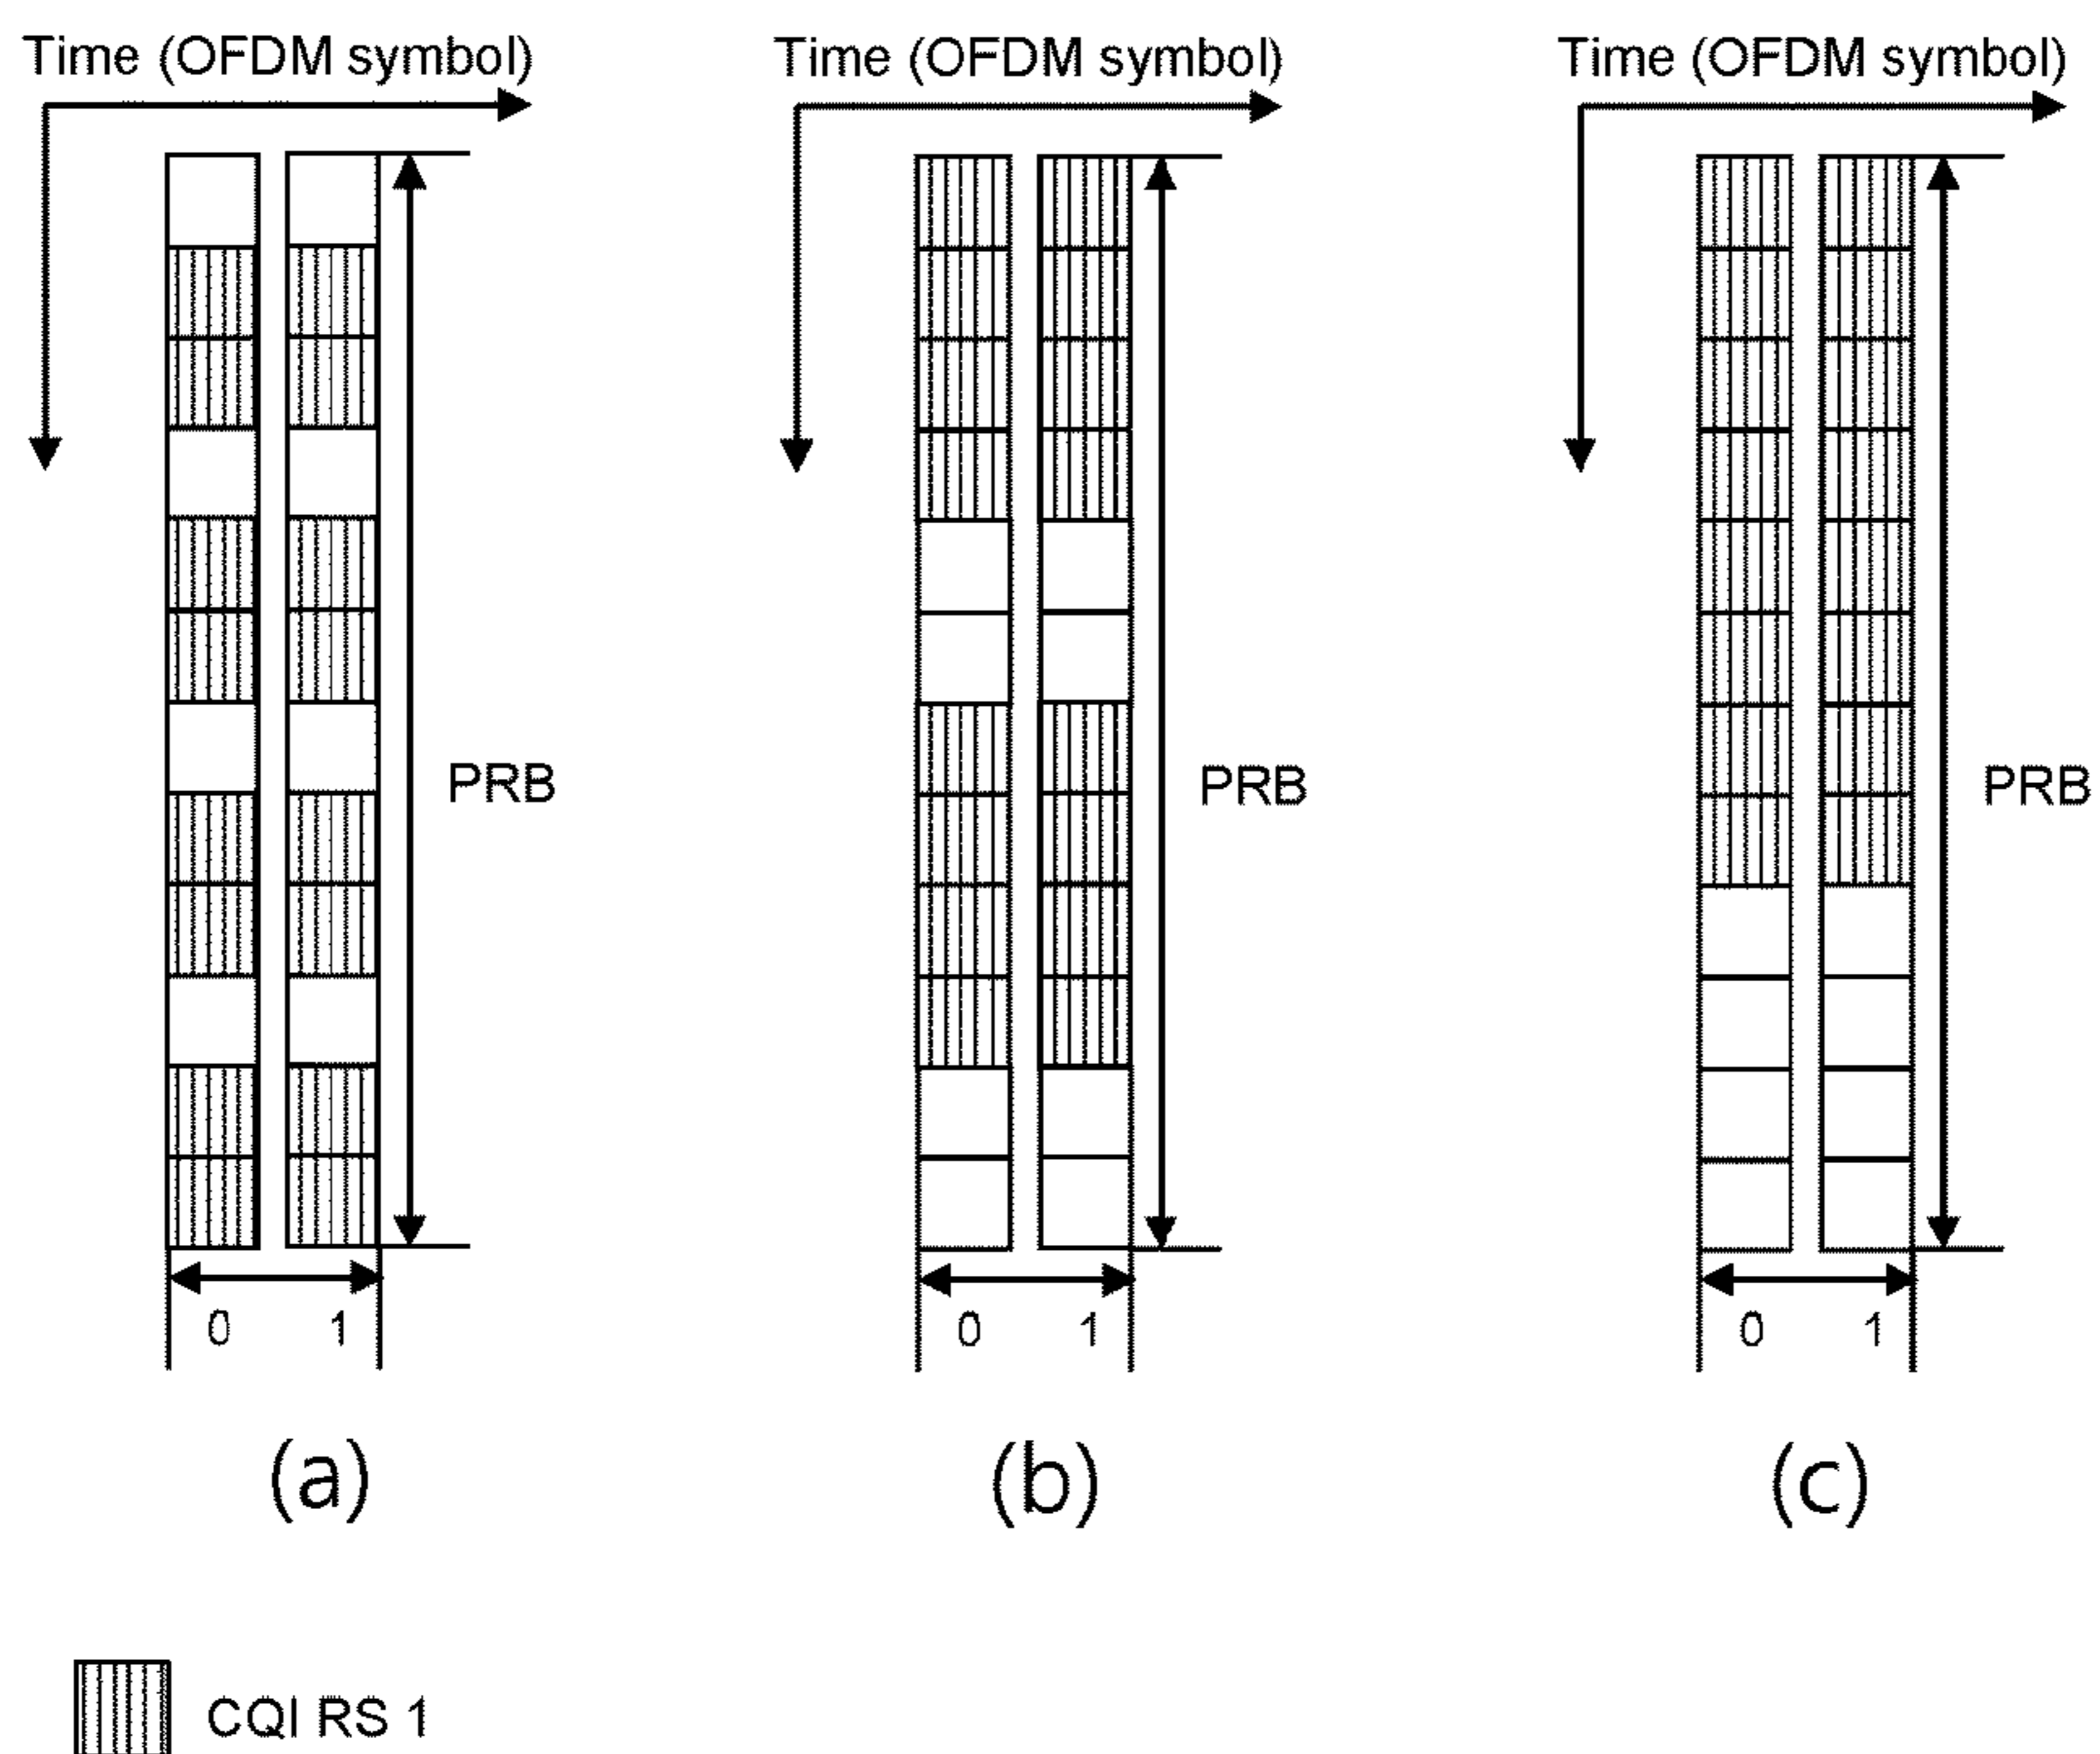 Time (OFDM symbol) Time (OFDM symbol) Time (OFDM symbol)
PRB PRB PRB
0 1 0 1 0 1
(a) (b) (c)
CQI RS 1